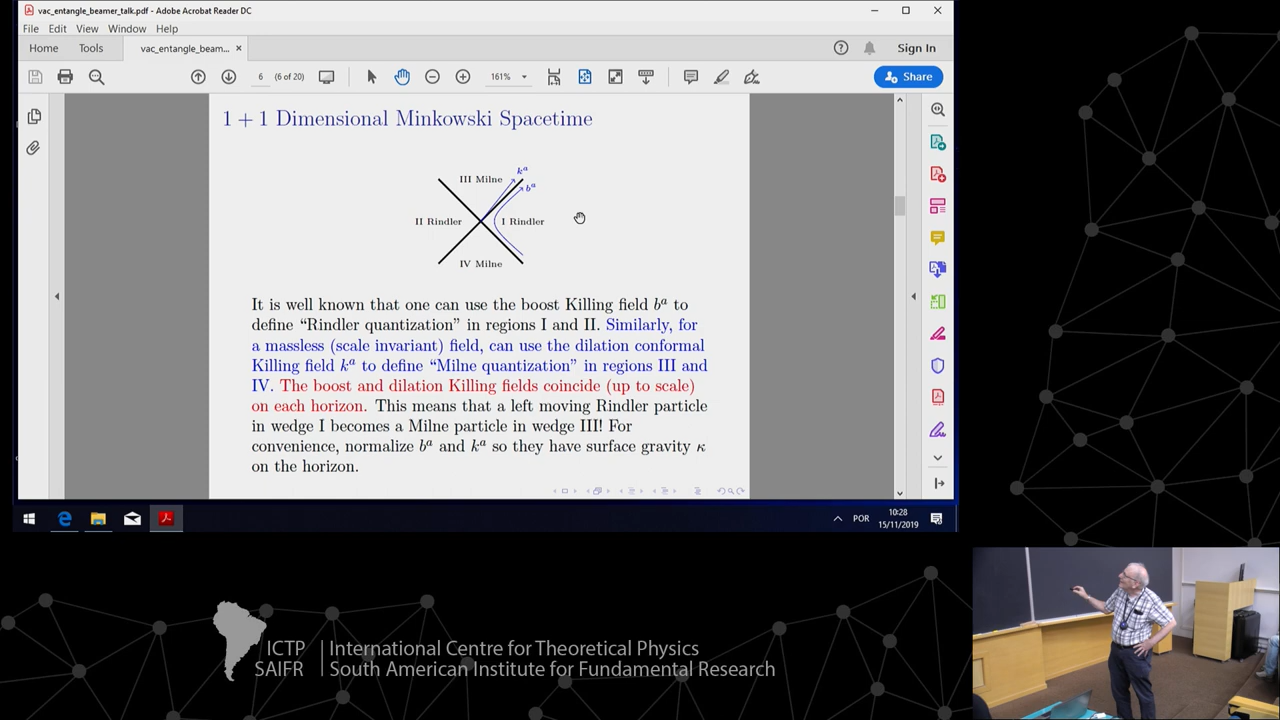 vac_entangle_beamer_talk.pdf - Adobe Acrobat Reader DC
File Edit View Window Help
Home Tools vac_entangle_beam... × Sign In
6 (6 of 20) 161% Share
1 + 1 Dimensional Minkowski Spacetime
III Milne kᵃ
bᵃ
II Rindler I Rindler
IV Milne
It is well known that one can use the boost Killing field bᵃ to
define “Rindler quantization” in regions I and II. Similarly, for
a massless (scale invariant) field, can use the dilation conformal
Killing field kᵃ to define “Milne quantization” in regions III and
IV. The boost and dilation Killing fields coincide (up to scale)
on each horizon. This means that a left moving Rindler particle
in wedge I becomes a Milne particle in wedge III! For
convenience, normalize bᵃ and kᵃ so they have surface gravity κ
on the horizon.
POR 10:28
15/11/2019
ICTP International Centre for Theoretical Physics
SAIFR South American Institute for Fundamental Research